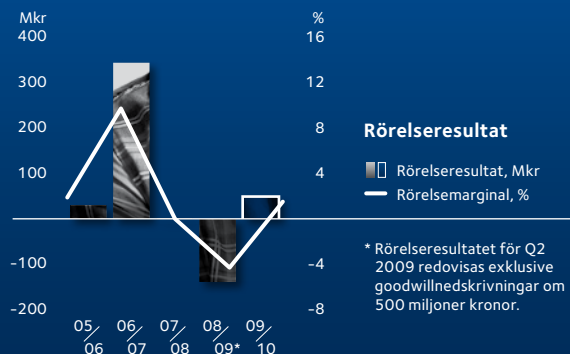 Mkr %
400 16
300 12
200 8
100 4
-100 -4
-200 -8
05/06 06/07 07/08 08/09* 09/10
Rörelseresultat
Rörelseresultat, Mkr
Rörelsemarginal, %
* Rörelseresultatet för Q2
2009 redovisas exklusive
goodwillnedskrivningar om
500 miljoner kronor.